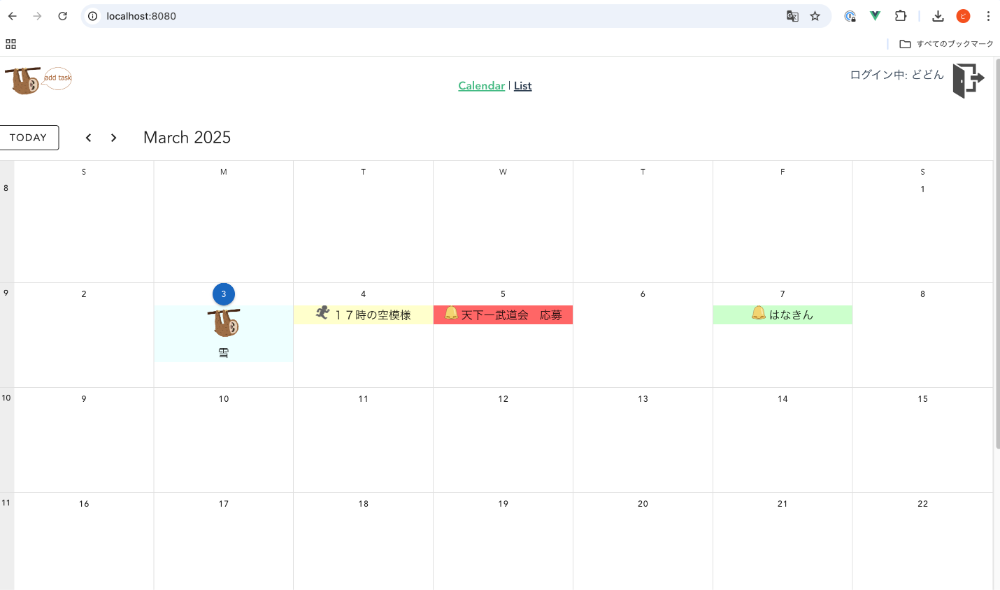 localhost:8080
すべてのブックマーク
add task
Calendar | List
ログイン中: どどん
TODAY
March 2025
S M T W T F S
8 1
9 2 3 4 5 6 7 8
雪
１７時の空模様
天下一武道会　応募
はなきん
10 9 10 11 12 13 14 15
11 16 17 18 19 20 21 22